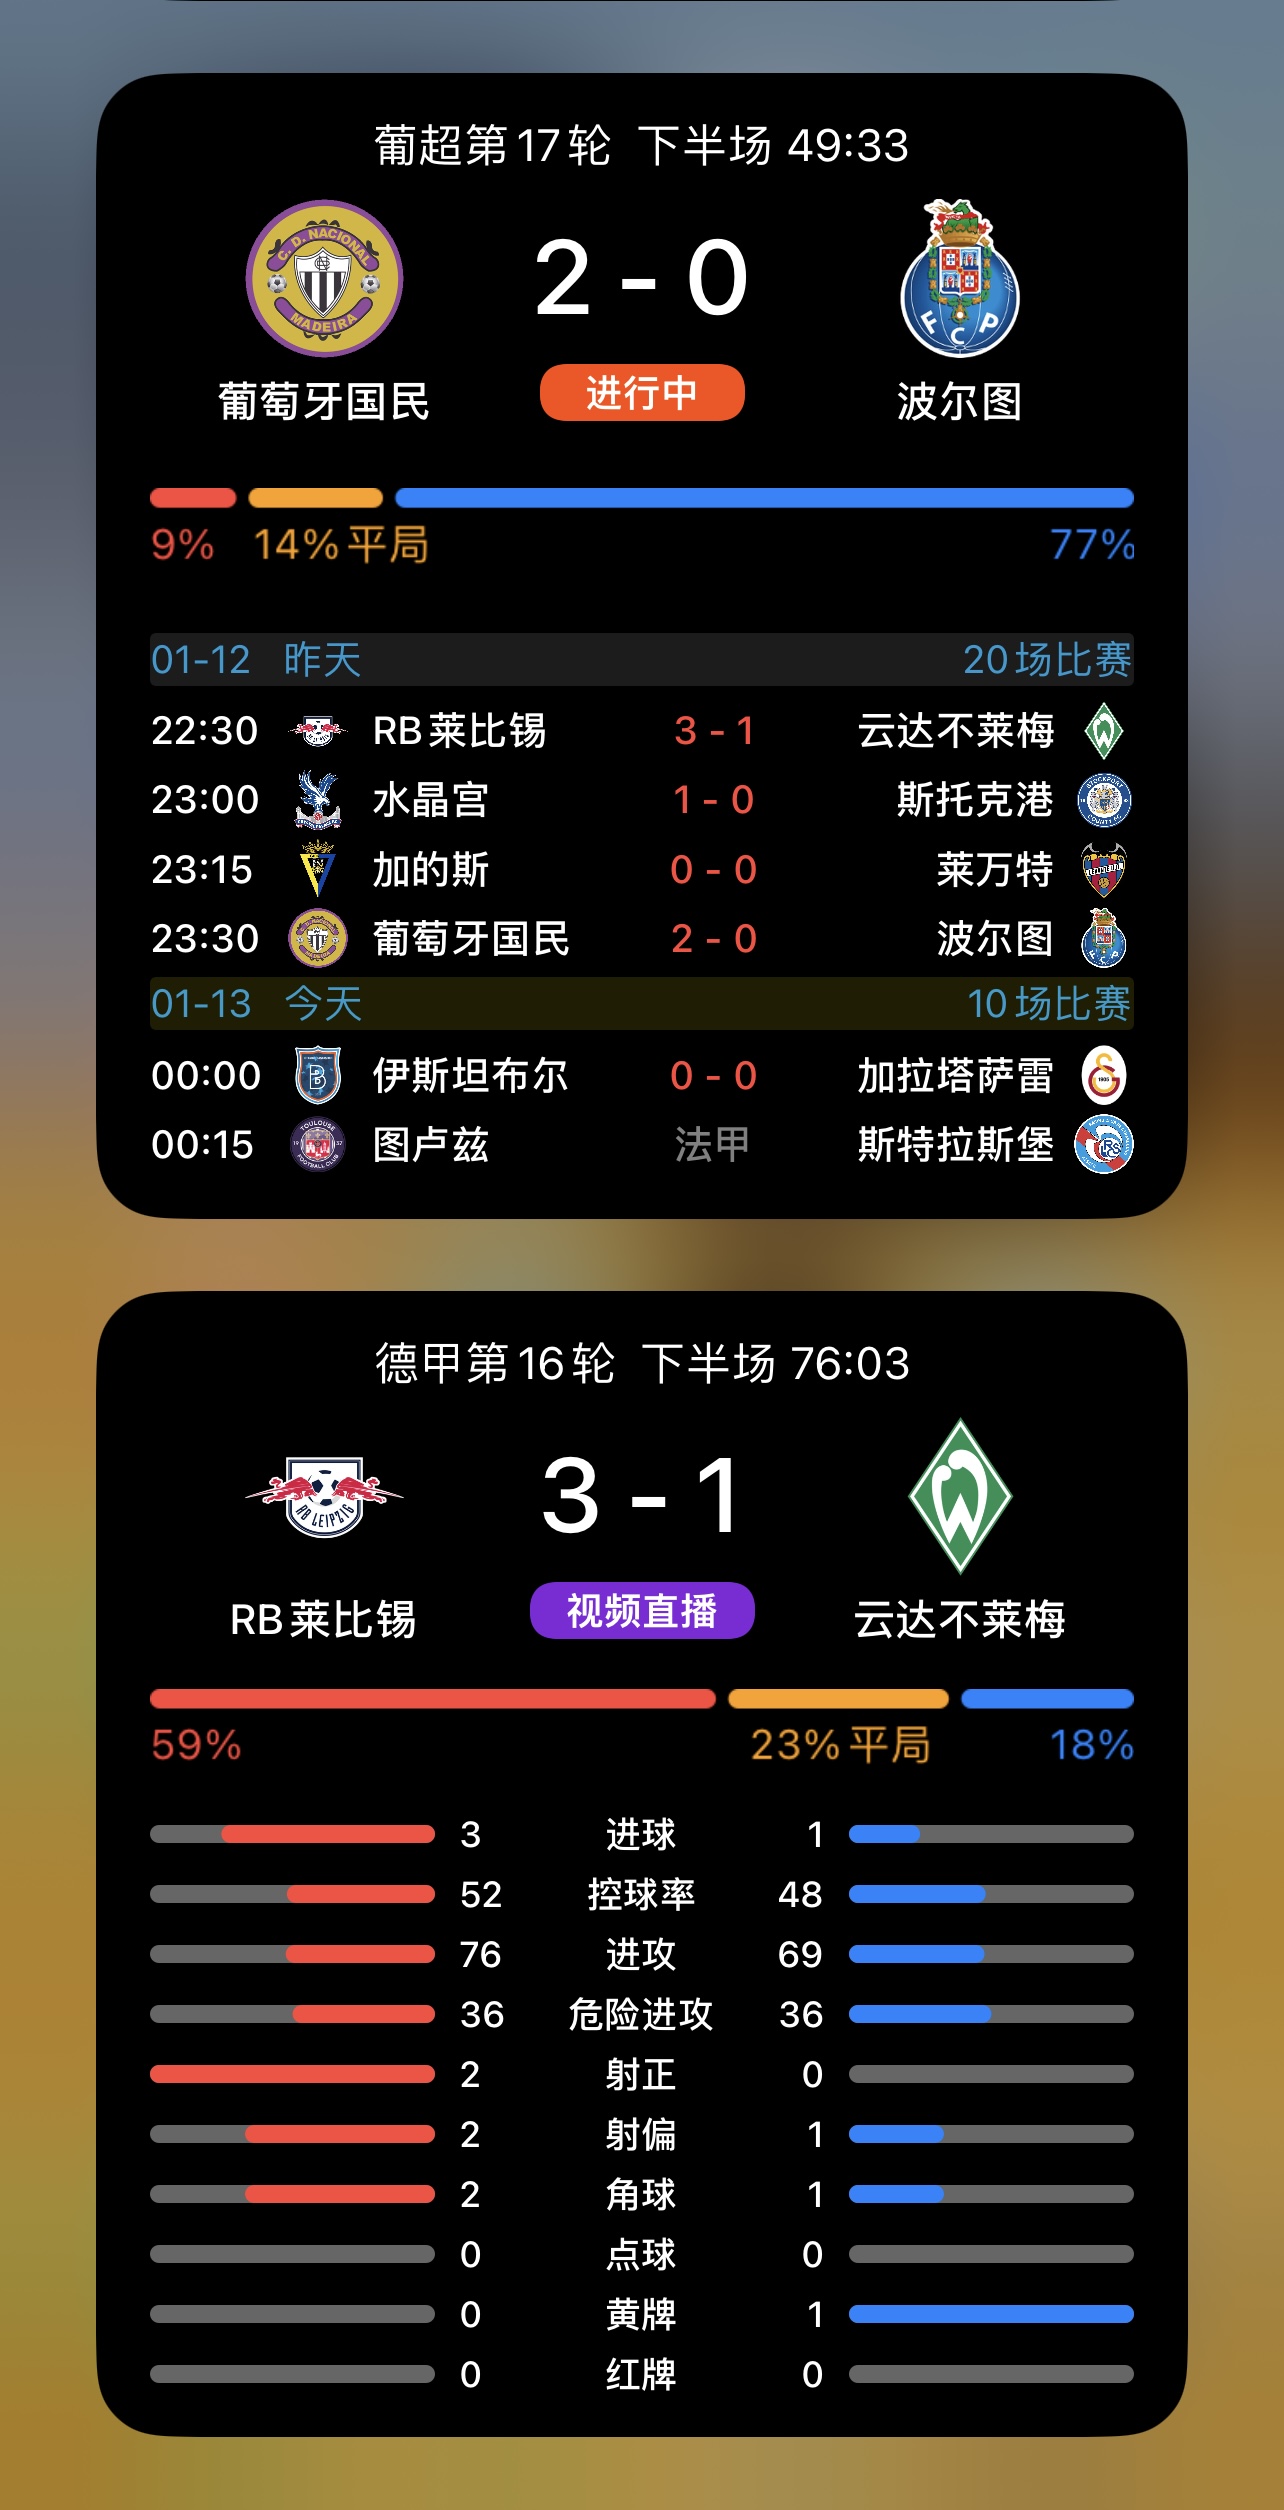 葡超第17轮 下半场 49:33
C. D. NACIONAL
MADEIRA
2 - 0
FCP
葡萄牙国民
进行中
波尔图
9% 14%平局 77%
01-12 昨天 20场比赛
22:30 RB莱比锡 3 - 1 云达不莱梅
23:00 水晶宫 1 - 0 斯托克港
23:15 加的斯 0 - 0 莱万特
23:30 葡萄牙国民 2 - 0 波尔图
01-13 今天 10场比赛
00:00 伊斯坦布尔 0 - 0 加拉塔萨雷
00:15 图卢兹 法甲 斯特拉斯堡
德甲第16轮 下半场 76:03
RB LEIPZIG
3 - 1
W
RB莱比锡
视频直播
云达不莱梅
59% 23%平局 18%
3 进球 1
52 控球率 48
76 进攻 69
36 危险进攻 36
2 射正 0
2 射偏 1
2 角球 1
0 点球 0
0 黄牌 1
0 红牌 0